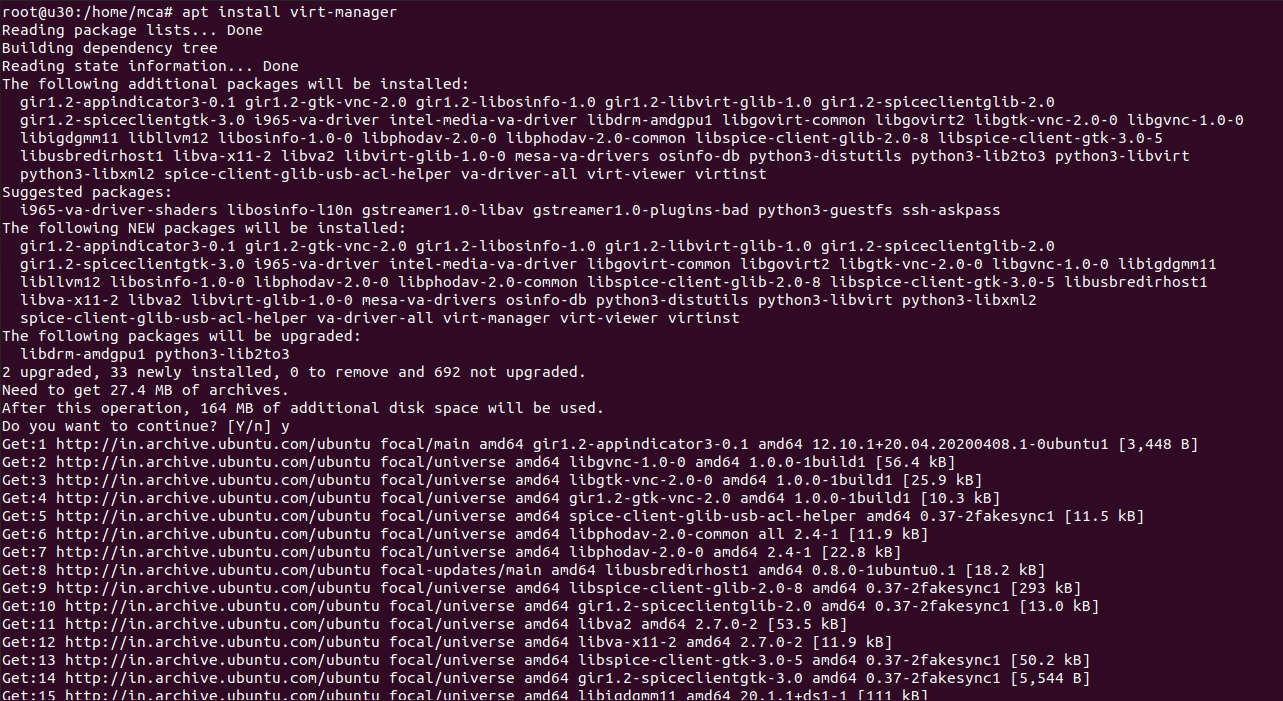 root@u30:/home/mca# apt install virt-manager
Reading package lists... Done
Building dependency tree
Reading state information... Done
The following additional packages will be installed:
  gir1.2-appindicator3-0.1 gir1.2-gtk-vnc-2.0 gir1.2-libosinfo-1.0 gir1.2-libvirt-glib-1.0 gir1.2-spiceclientglib-2.0
  gir1.2-spiceclientgtk-3.0 i965-va-driver intel-media-va-driver libdrm-amdgpu1 libgovirt-common libgovirt2 libgtk-vnc-2.0-0 libgvnc-1.0-0
  libigdgmm11 libllvm12 libosinfo-1.0-0 libphodav-2.0-0 libphodav-2.0-common libspice-client-glib-2.0-8 libspice-client-gtk-3.0-5
  libusbredirhost1 libva-x11-2 libva2 libvirt-glib-1.0-0 mesa-va-drivers osinfo-db python3-distutils python3-lib2to3 python3-libvirt
  python3-libxml2 spice-client-glib-usb-acl-helper va-driver-all virt-viewer virtinst
Suggested packages:
  i965-va-driver-shaders libosinfo-l10n gstreamer1.0-libav gstreamer1.0-plugins-bad python3-guestfs ssh-askpass
The following NEW packages will be installed:
  gir1.2-appindicator3-0.1 gir1.2-gtk-vnc-2.0 gir1.2-libosinfo-1.0 gir1.2-libvirt-glib-1.0 gir1.2-spiceclientglib-2.0
  gir1.2-spiceclientgtk-3.0 i965-va-driver intel-media-va-driver libgovirt-common libgovirt2 libgtk-vnc-2.0-0 libgvnc-1.0-0 libigdgmm11
  libllvm12 libosinfo-1.0-0 libphodav-2.0-0 libphodav-2.0-common libspice-client-glib-2.0-8 libspice-client-gtk-3.0-5 libusbredirhost1
  libva-x11-2 libva2 libvirt-glib-1.0-0 mesa-va-drivers osinfo-db python3-distutils python3-libvirt python3-libxml2
  spice-client-glib-usb-acl-helper va-driver-all virt-manager virt-viewer virtinst
The following packages will be upgraded:
  libdrm-amdgpu1 python3-lib2to3
2 upgraded, 33 newly installed, 0 to remove and 692 not upgraded.
Need to get 27.4 MB of archives.
After this operation, 164 MB of additional disk space will be used.
Do you want to continue? [Y/n] y
Get:1 http://in.archive.ubuntu.com/ubuntu focal/main amd64 gir1.2-appindicator3-0.1 amd64 12.10.1+20.04.20200408.1-0ubuntu1 [3,448 B]
Get:2 http://in.archive.ubuntu.com/ubuntu focal/universe amd64 libgvnc-1.0-0 amd64 1.0.0-1build1 [56.4 kB]
Get:3 http://in.archive.ubuntu.com/ubuntu focal/universe amd64 libgtk-vnc-2.0-0 amd64 1.0.0-1build1 [25.9 kB]
Get:4 http://in.archive.ubuntu.com/ubuntu focal/universe amd64 gir1.2-gtk-vnc-2.0 amd64 1.0.0-1build1 [10.3 kB]
Get:5 http://in.archive.ubuntu.com/ubuntu focal/universe amd64 spice-client-glib-usb-acl-helper amd64 0.37-2fakesync1 [11.5 kB]
Get:6 http://in.archive.ubuntu.com/ubuntu focal/universe amd64 libphodav-2.0-common all 2.4-1 [11.9 kB]
Get:7 http://in.archive.ubuntu.com/ubuntu focal/universe amd64 libphodav-2.0-0 amd64 2.4-1 [22.8 kB]
Get:8 http://in.archive.ubuntu.com/ubuntu focal-updates/main amd64 libusbredirhost1 amd64 0.8.0-1ubuntu0.1 [18.2 kB]
Get:9 http://in.archive.ubuntu.com/ubuntu focal/universe amd64 libspice-client-glib-2.0-8 amd64 0.37-2fakesync1 [293 kB]
Get:10 http://in.archive.ubuntu.com/ubuntu focal/universe amd64 gir1.2-spiceclientglib-2.0 amd64 0.37-2fakesync1 [13.0 kB]
Get:11 http://in.archive.ubuntu.com/ubuntu focal/universe amd64 libva2 amd64 2.7.0-2 [53.5 kB]
Get:12 http://in.archive.ubuntu.com/ubuntu focal/universe amd64 libva-x11-2 amd64 2.7.0-2 [11.9 kB]
Get:13 http://in.archive.ubuntu.com/ubuntu focal/universe amd64 libspice-client-gtk-3.0-5 amd64 0.37-2fakesync1 [50.2 kB]
Get:14 http://in.archive.ubuntu.com/ubuntu focal/universe amd64 gir1.2-spiceclientgtk-3.0 amd64 0.37-2fakesync1 [5,544 B]
Get:15 http://in.archive.ubuntu.com/ubuntu focal/universe amd64 libigdgmm11 amd64 20.1.1+ds1-1 [111 kB]